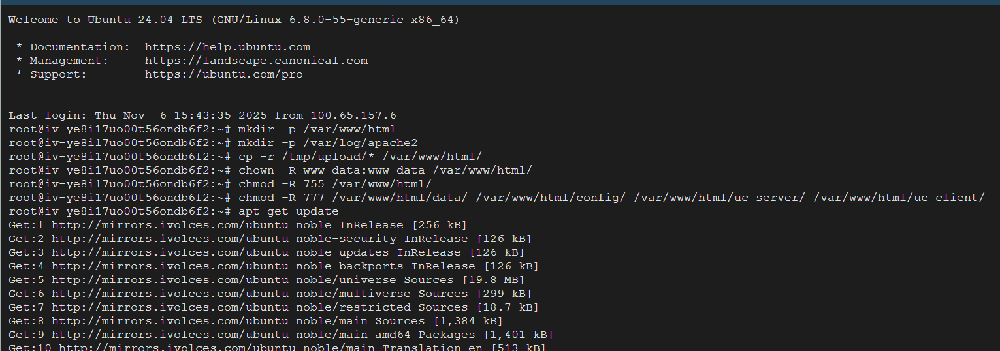 Welcome to Ubuntu 24.04 LTS (GNU/Linux 6.8.0-55-generic x86_64)
* Documentation:  https://help.ubuntu.com
* Management:     https://landscape.canonical.com
* Support:        https://ubuntu.com/pro
Last login: Thu Nov  6 15:43:35 2025 from 100.65.157.6
root@iv-ye8i17uo00t56ondb6f2:~# mkdir -p /var/www/html
root@iv-ye8i17uo00t56ondb6f2:~# mkdir -p /var/log/apache2
root@iv-ye8i17uo00t56ondb6f2:~# cp -r /tmp/upload/* /var/www/html/
root@iv-ye8i17uo00t56ondb6f2:~# chown -R www-data:www-data /var/www/html/
root@iv-ye8i17uo00t56ondb6f2:~# chmod -R 755 /var/www/html/
root@iv-ye8i17uo00t56ondb6f2:~# chmod -R 777 /var/www/html/data/ /var/www/html/config/ /var/www/html/uc_server/ /var/www/html/uc_client/
root@iv-ye8i17uo00t56ondb6f2:~# apt-get update
Get:1 http://mirrors.ivolces.com/ubuntu noble InRelease [256 kB]
Get:2 http://mirrors.ivolces.com/ubuntu noble-security InRelease [126 kB]
Get:3 http://mirrors.ivolces.com/ubuntu noble-updates InRelease [126 kB]
Get:4 http://mirrors.ivolces.com/ubuntu noble-backports InRelease [126 kB]
Get:5 http://mirrors.ivolces.com/ubuntu noble/universe Sources [19.8 MB]
Get:6 http://mirrors.ivolces.com/ubuntu noble/multiverse Sources [299 kB]
Get:7 http://mirrors.ivolces.com/ubuntu noble/restricted Sources [18.7 kB]
Get:8 http://mirrors.ivolces.com/ubuntu noble/main Sources [1,384 kB]
Get:9 http://mirrors.ivolces.com/ubuntu noble/main amd64 Packages [1,401 kB]
Get:10 http://mirrors.ivolces.com/ubuntu noble/main Translation-en [513 kB]